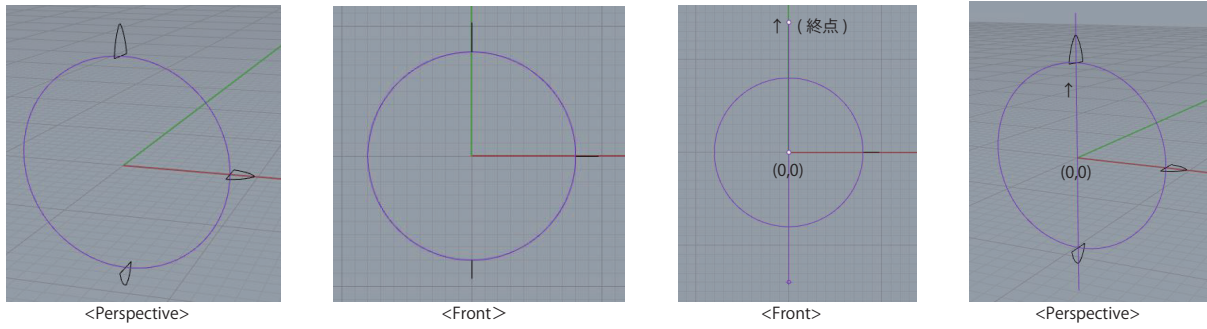 ↑ ( 終点 )
(0,0)
↑
(0,0)
<Perspective>
<Front>
<Front>
<Perspective>